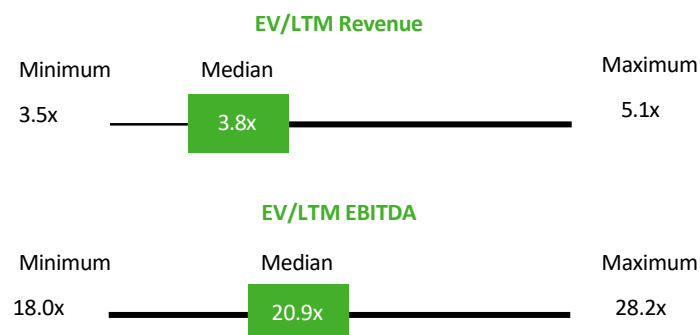 EV/LTM Revenue
Minimum Median Maximum
3.5x 3.8x 5.1x
EV/LTM EBITDA
Minimum Median Maximum
18.0x 20.9x 28.2x